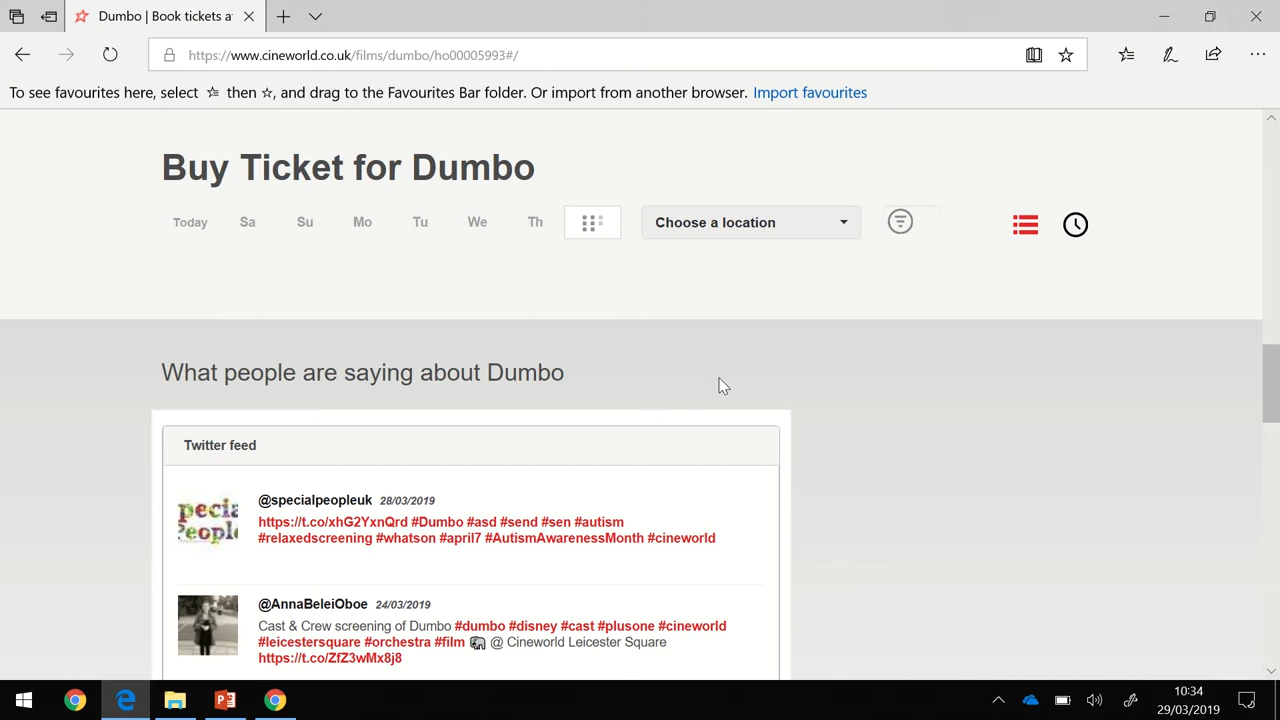 Dumbo | Book tickets a
https://www.cineworld.co.uk/films/dumbo/ho00005993#/
To see favourites here, select then , and drag to the Favourites Bar folder. Or import from another browser. Import favourites
Buy Ticket for Dumbo
Today Sa Su Mo Tu We Th Choose a location
What people are saying about Dumbo
Twitter feed
@specialpeopleuk 28/03/2019
https://t.co/xhG2YxnQrd #Dumbo #asd #send #sen #autism
#relaxedscreening #whatson #april7 #AutismAwarenessMonth #cineworld
@AnnaBeleiOboe 24/03/2019
Cast & Crew screening of Dumbo #dumbo #disney #cast #plusone #cineworld
#leicestersquare #orchestra #film @ Cineworld Leicester Square
https://t.co/ZfZ3wMx8j8
10:34
29/03/2019